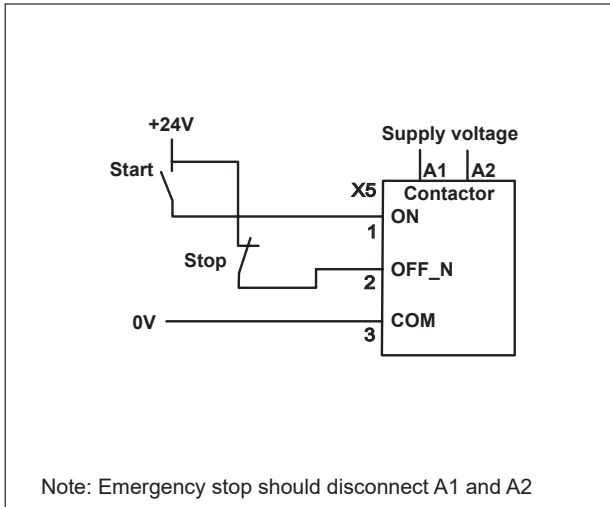 +24V
Supply voltage
Start
A1 A2
X5 Contactor
ON
1
Stop
OFF_N
2
0V
COM
3
Note: Emergency stop should disconnect A1 and A2